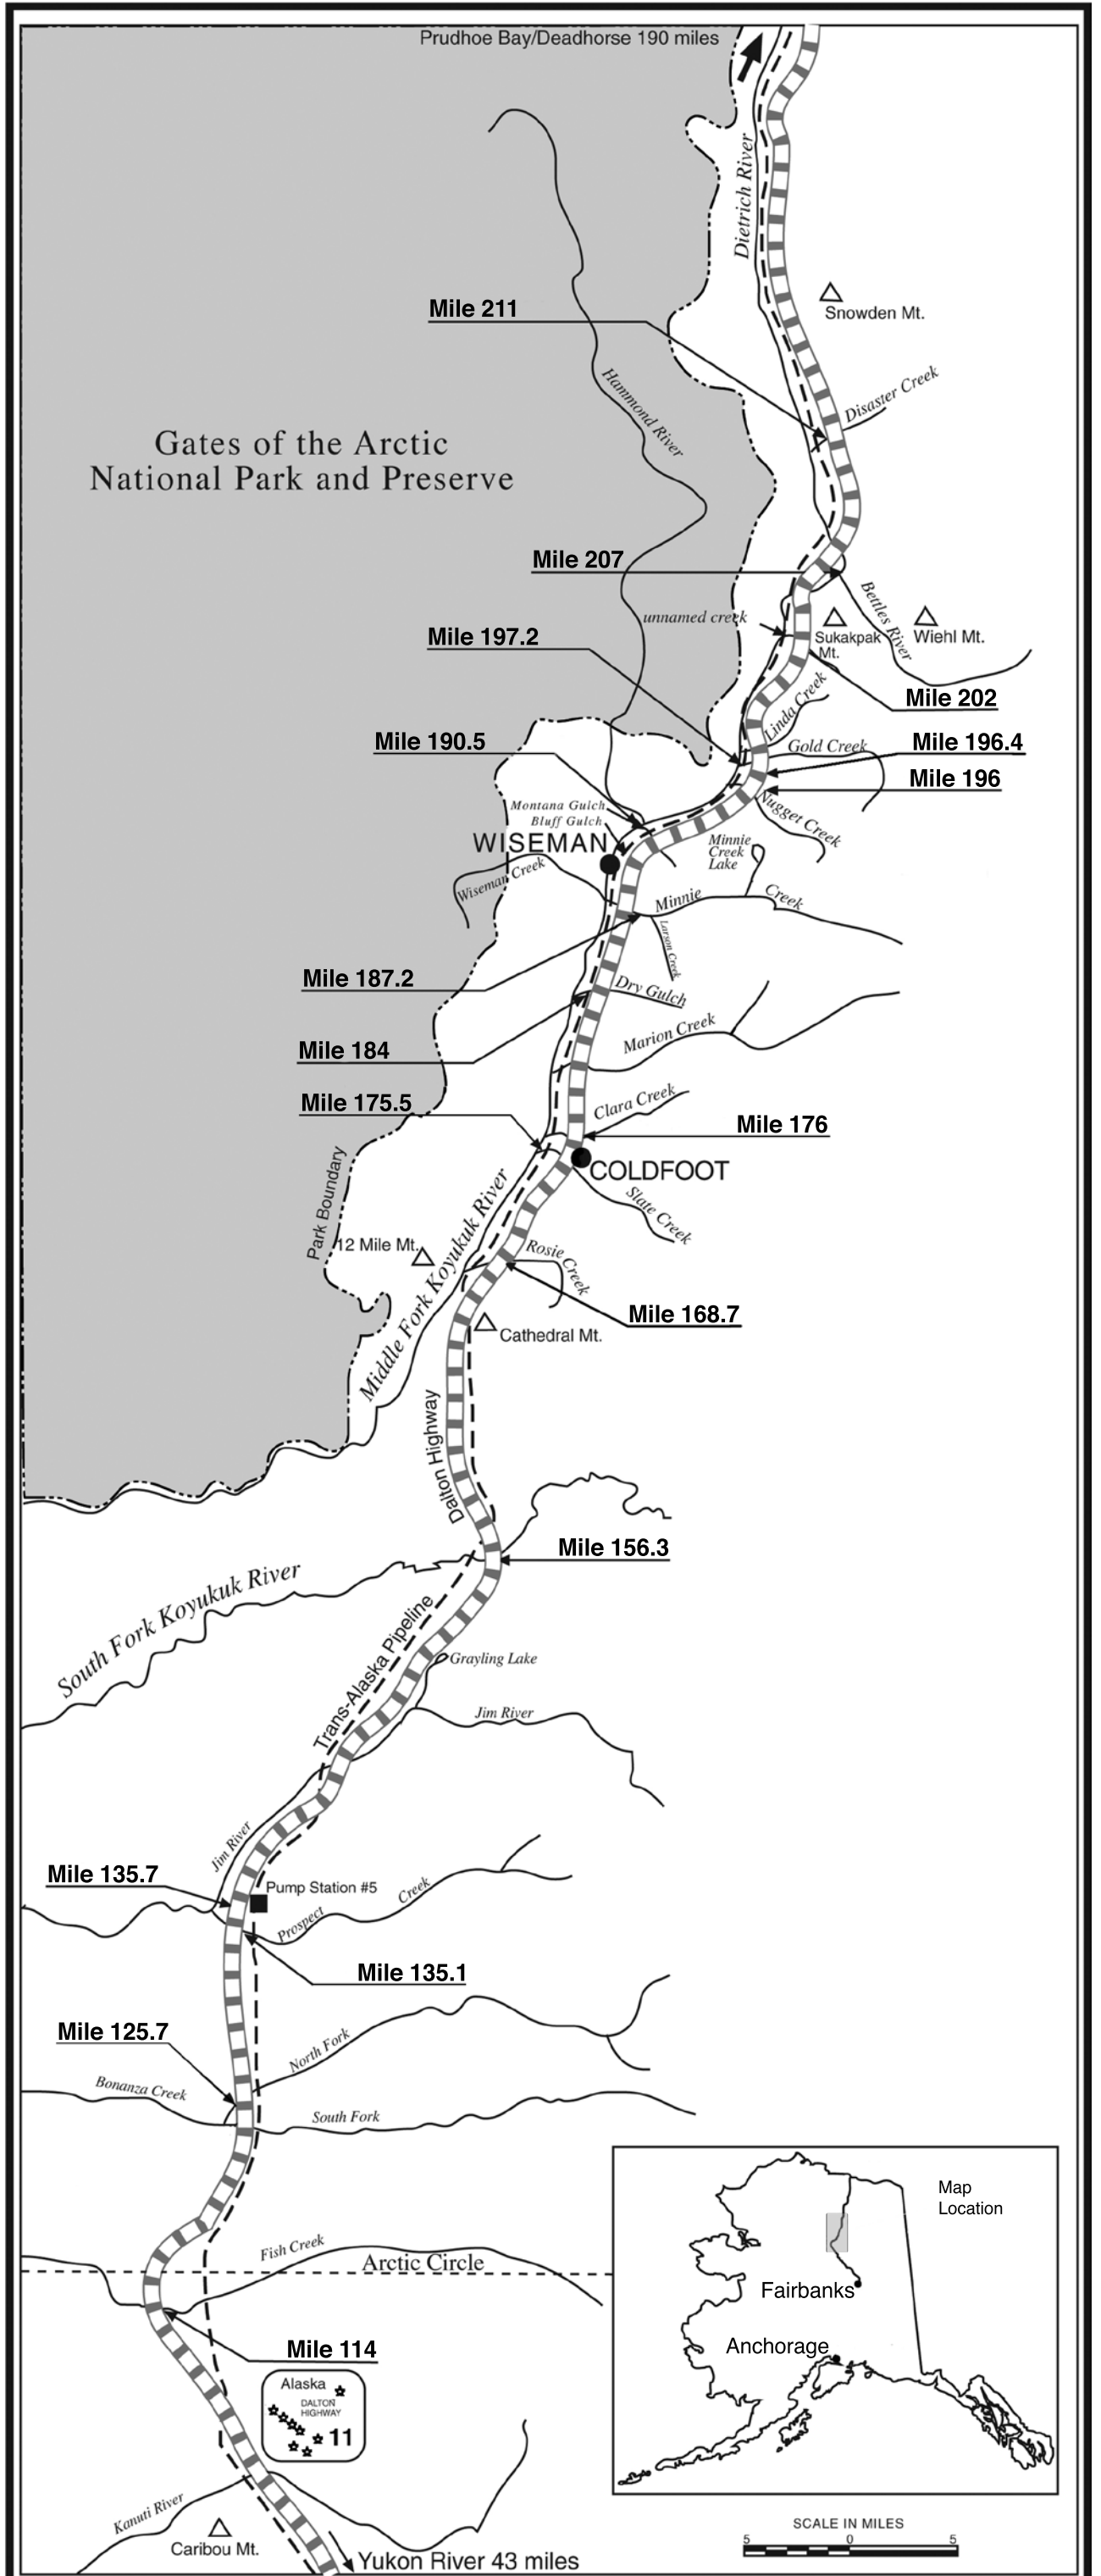 Prudhoe Bay/Deadhorse 190 miles
Dietrich River
Snowden Mt.
Mile 211
Disaster Creek
Hammond River
Gates of the Arctic
National Park and Preserve
Mile 207
Bettles River
unnamed creek
Mile 197.2
Sukakpak
Mt.
Wiehl Mt.
Mile 202
Linda Creek
Mile 190.5
Gold Creek
Mile 196.4
Mile 196
Nugget Creek
Montana Gulch
Bluff Gulch
WISEMAN
Minnie
Creek
Lake
Wiseman Creek
Minnie
Creek
Larson Creek
Mile 187.2
Dry Gulch
Marion Creek
Mile 184
Mile 175.5
Clara Creek
Mile 176
COLDFOOT
Slate Creek
Park Boundary
12 Mile Mt.
Middle Fork Koyukuk River
Rosie Creek
Mile 168.7
Cathedral Mt.
Dalton Highway
Mile 156.3
South Fork Koyukuk River
Trans-Alaska Pipeline
Grayling Lake
Jim River
Jim River
Mile 135.7
Pump Station #5
Prospect
Creek
Mile 135.1
Mile 125.7
North Fork
Bonanza Creek
South Fork
Map
Location
Fish Creek
Arctic Circle
Fairbanks
Mile 114
Anchorage
Alaska
DALTON
HIGHWAY
11
Kanuti River
Caribou Mt.
SCALE IN MILES
5 0 5
Yukon River 43 miles